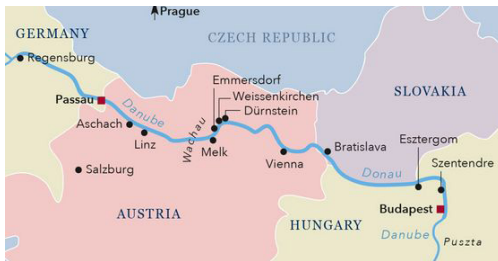 Prague
GERMANY
CZECH REPUBLIC
Regensburg
Emmersdorf
SLOVAKIA
Weissenkirchen
Passau
Danube
Dürnstein
Aschach
Wachau
Linz
Melk
Vienna
Bratislava
Esztergom
Szentendre
Salzburg
Donau
AUSTRIA
HUNGARY
Budapest
Danube
Puszta